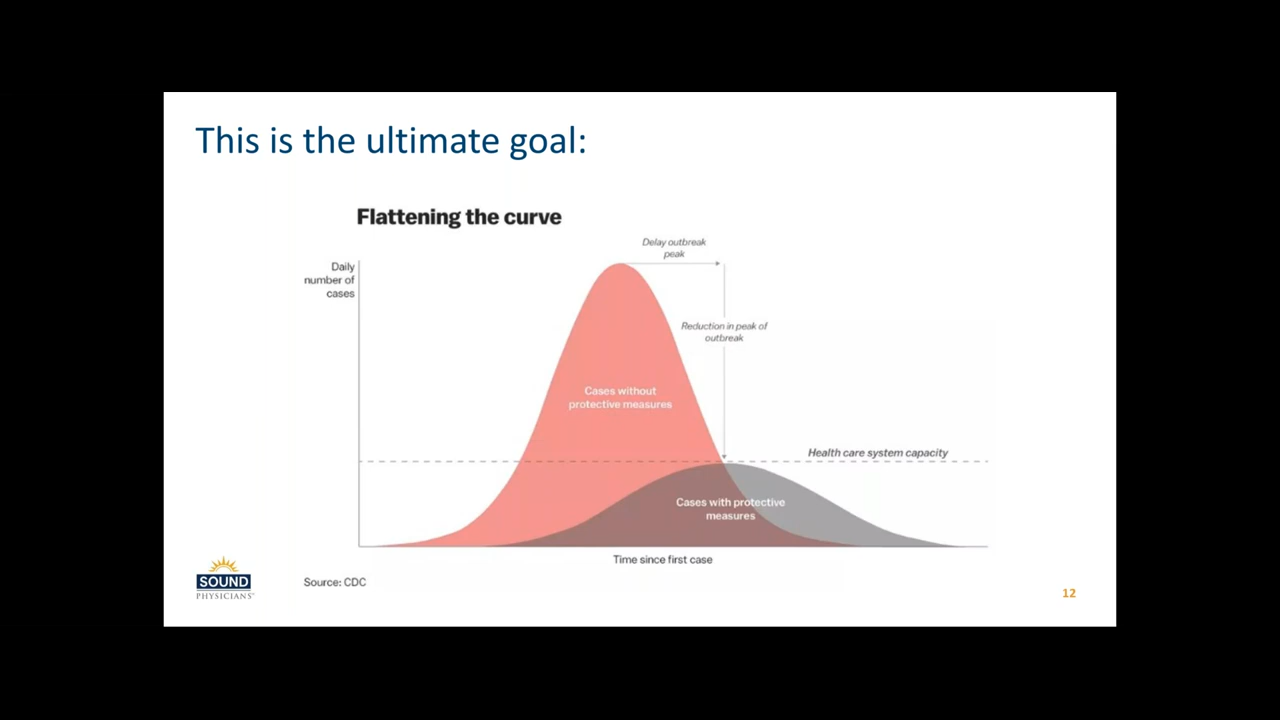 This is the ultimate goal:
Flattening the curve
Delay outbreak
peak
Daily
number of
cases
Reduction in peak of
outbreak
Cases without
protective measures
Health care system capacity
Cases with protective
measures
Time since first case
Source: CDC
SOUND
PHYSICIANS
12